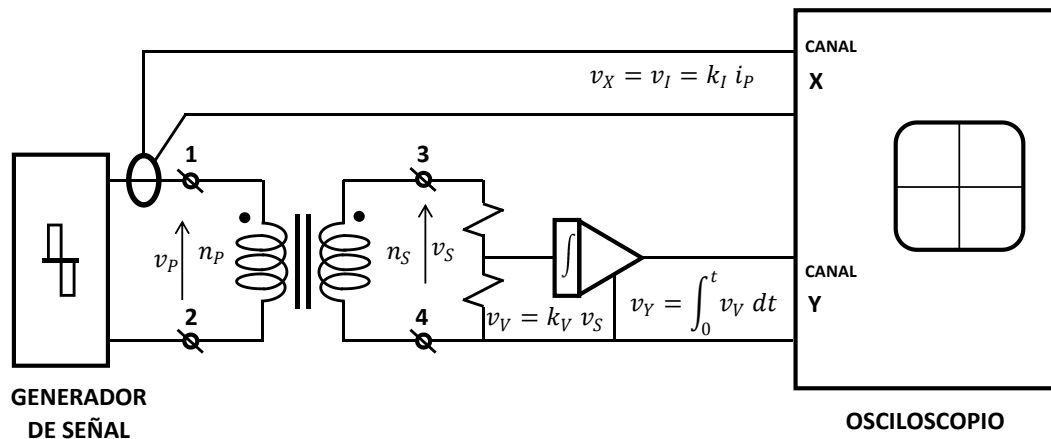 CANAL
X
v_X = v_I = k_I i_P
1
3
v_P
n_P
n_S
v_S
∫
2
4
v_V = k_V v_S
v_Y = ∫_0^t v_V dt
CANAL
Y
GENERADOR
DE SEÑAL
OSCILOSCOPIO